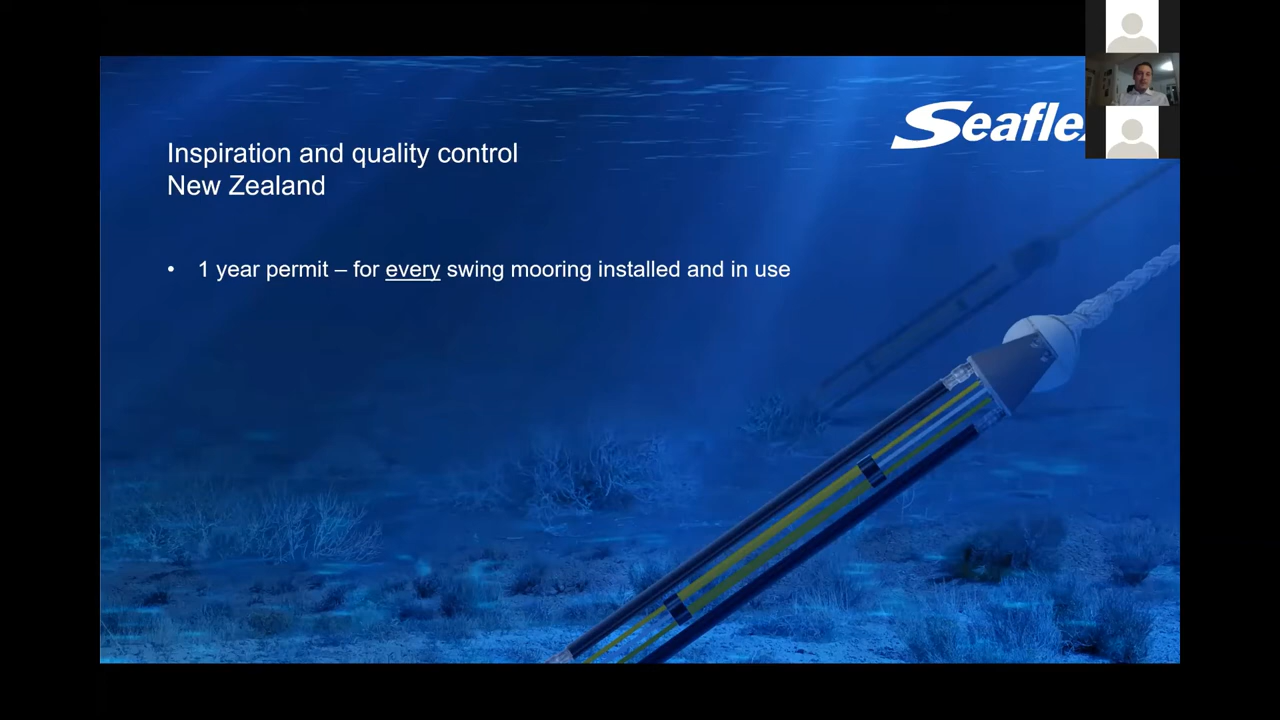 Seafle
Inspiration and quality control
New Zealand
• 1 year permit – for every swing mooring installed and in use